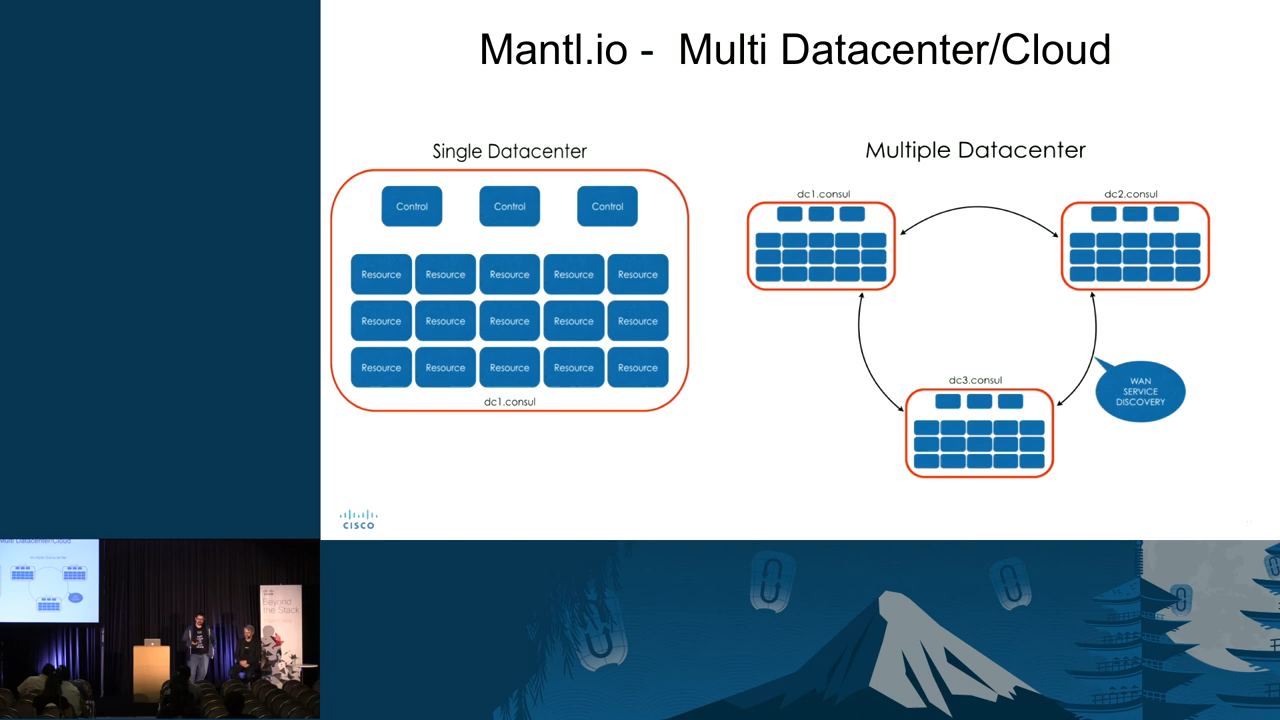 Mantl.io -  Multi Datacenter/Cloud
Single Datacenter
Control Control Control
Resource Resource Resource Resource Resource
Resource Resource Resource Resource Resource
Resource Resource Resource Resource Resource
dc1.consul
Multiple Datacenter
dc1.consul
dc2.consul
dc3.consul
WAN
SERVICE
DISCOVERY
CISCO
Multi Datacenter/Cloud
Beyond
the Stack